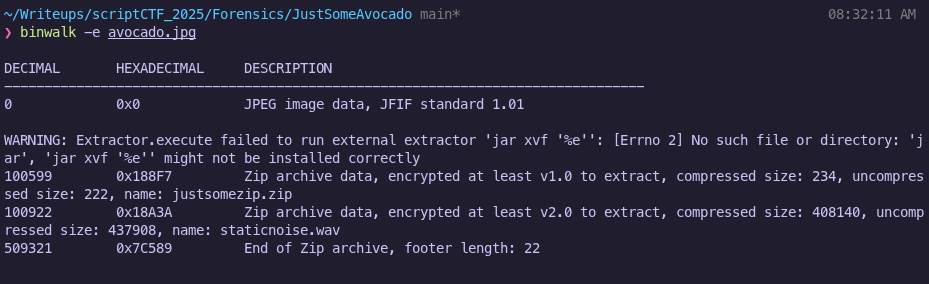 ~/Writeups/scriptCTF_2025/Forensics/JustSomeAvocado main* 08:32:11 AM
❯ binwalk -e avocado.jpg
DECIMAL HEXADECIMAL DESCRIPTION
--------------------------------------------------------------------------------
0 0x0 JPEG image data, JFIF standard 1.01
WARNING: Extractor.execute failed to run external extractor 'jar xvf '%e'': [Errno 2] No such file or directory: 'j
ar', 'jar xvf '%e'' might not be installed correctly
100599 0x188F7 Zip archive data, encrypted at least v1.0 to extract, compressed size: 234, uncompres
sed size: 222, name: justsomezip.zip
100922 0x18A3A Zip archive data, encrypted at least v2.0 to extract, compressed size: 408140, uncomp
ressed size: 437908, name: staticnoise.wav
509321 0x7C589 End of Zip archive, footer length: 22